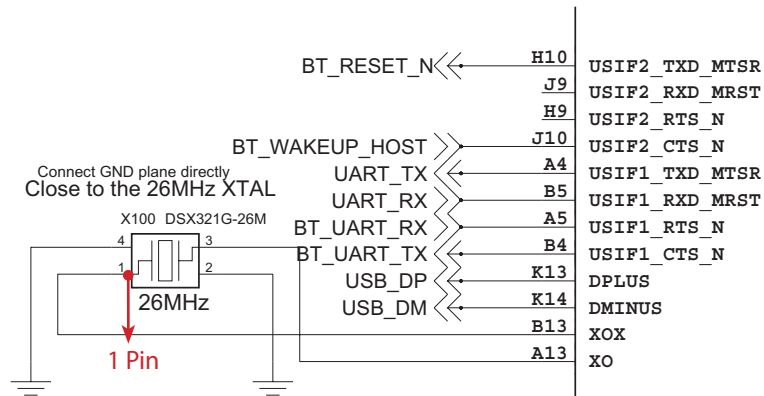 BT_RESET_N H10 USIF2_TXD_MTSR
J9 USIF2_RXD_MRST
H9 USIF2_RTS_N
BT_WAKEUP_HOST J10 USIF2_CTS_N
Connect GND plane directly
UART_TX A4 USIF1_TXD_MTSR
Close to the 26MHz XTAL
UART_RX B5 USIF1_RXD_MRST
X100 DSX321G-26M
BT_UART_RX A5 USIF1_RTS_N
4 3
BT_UART_TX B4 USIF1_CTS_N
1 2
USB_DP K13 DPLUS
26MHz
USB_DM K14 DMINUS
B13 XOX
1 Pin
A13 XO